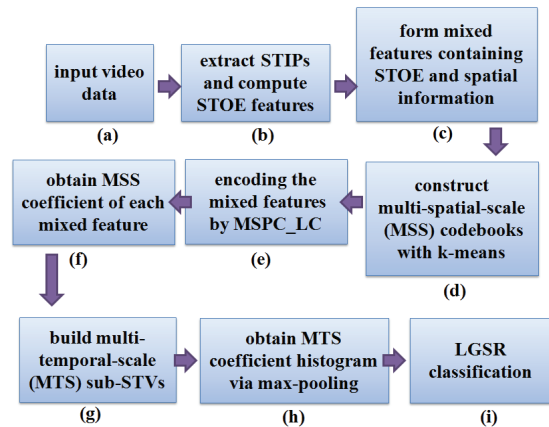 input video
data
(a)
extract STIPs
and compute
STOE features
(b)
form mixed
features containing
STOE and spatial
information
(c)
construct
multi-spatial-scale
(MSS) codebooks
with k-means
(d)
encoding the
mixed features
by MSPC_LC
(e)
obtain MSS
coefficient of each
mixed feature
(f)
build multi-
temporal-scale
(MTS) sub-STVs
(g)
obtain MTS
coefficient histogram
via max-pooling
(h)
LGSR
classification
(i)